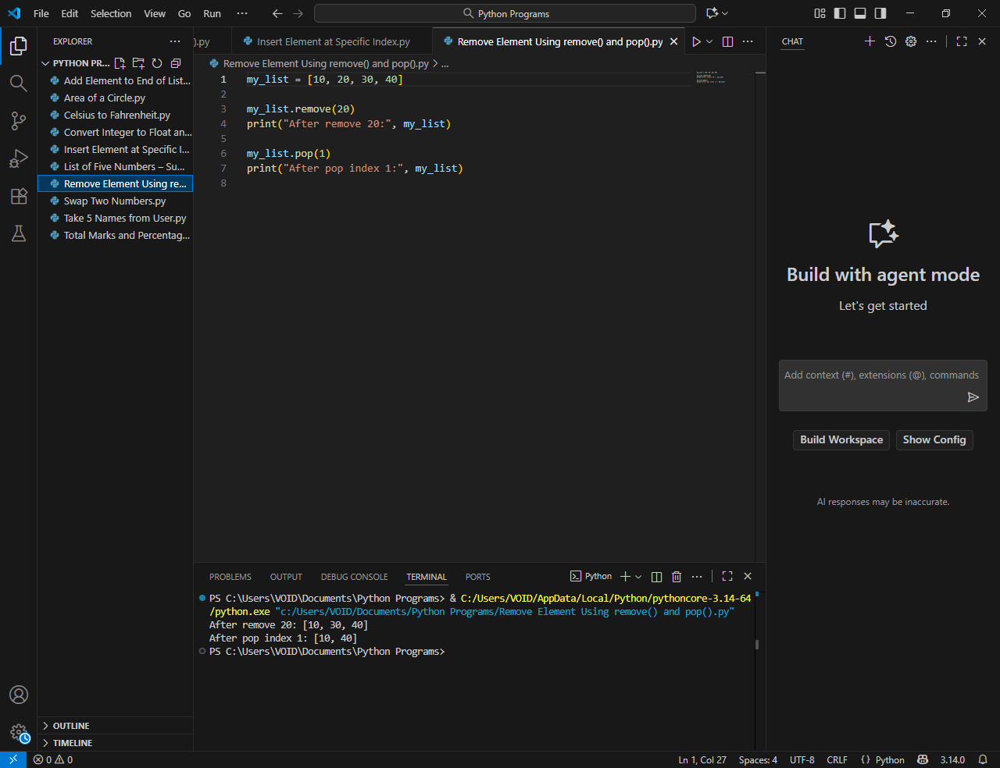 File Edit Selection View Go Run ··· Python Programs
EXPLORER ···
PYTHON PR...
Add Element to End of List...
Area of a Circle.py
Celsius to Fahrenheit.py
Convert Integer to Float an...
Insert Element at Specific I...
List of Five Numbers – Su...
Remove Element Using re...
Swap Two Numbers.py
Take 5 Names from User.py
Total Marks and Percentag...
OUTLINE
TIMELINE
).py Insert Element at Specific Index.py Remove Element Using remove() and pop().py
Remove Element Using remove() and pop().py > ...
1 my_list = [10, 20, 30, 40]
2
3 my_list.remove(20)
4 print("After remove 20:", my_list)
5
6 my_list.pop(1)
7 print("After pop index 1:", my_list)
8
PROBLEMS OUTPUT DEBUG CONSOLE TERMINAL PORTS Python
PS C:\Users\VOID\Documents\Python Programs> & C:/Users/VOID/AppData/Local/Python/pythoncore-3.14-64
/python.exe "c:/Users/VOID/Documents/Python Programs/Remove Element Using remove() and pop().py"
After remove 20: [10, 30, 40]
After pop index 1: [10, 40]
PS C:\Users\VOID\Documents\Python Programs>
CHAT
Build with agent mode
Let's get started
Add context (#), extensions (@), commands
Build Workspace Show Config
AI responses may be inaccurate.
0 0 Ln 1, Col 27 Spaces: 4 UTF-8 CRLF {} Python 3.14.0